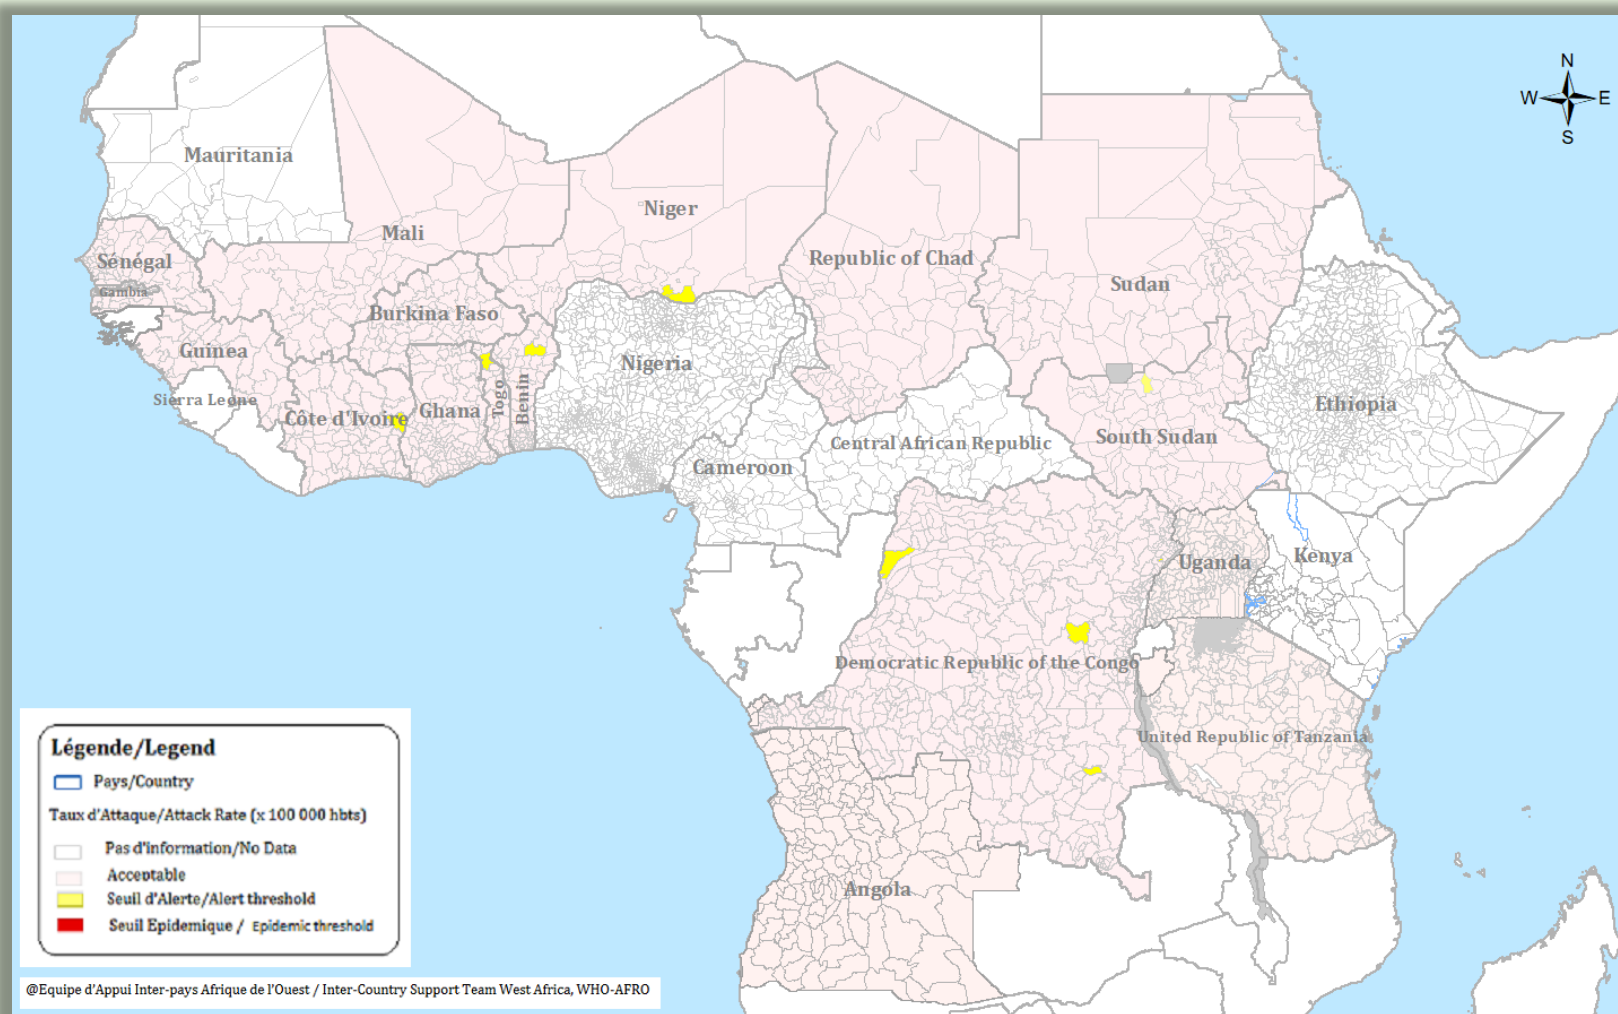 N
W E
S
Mauritania
Mali
Niger
Republic of Chad
Sudan
Sénégal
Gambia
Burkina Faso
Guinea
Nigeria
Sierra Leone
Côte d'Ivoire
Ghana
Togo
Benin
Cameroon
Central African Republic
South Sudan
Ethiopia
Uganda
Kenya
Democratic Republic of the Congo
United Republic of Tanzania
Angola
Légende/Legend
Pays/Country
Taux d'Attaque/Attack Rate (x 100 000 hbts)
Pas d'information/No Data
Acceptable
Seuil d'Alerte/Alert threshold
Seuil Epidemique / Epidemic threshold
@Equipe d'Appui Inter-pays Afrique de l'Ouest / Inter-Country Support Team West Africa, WHO-AFRO